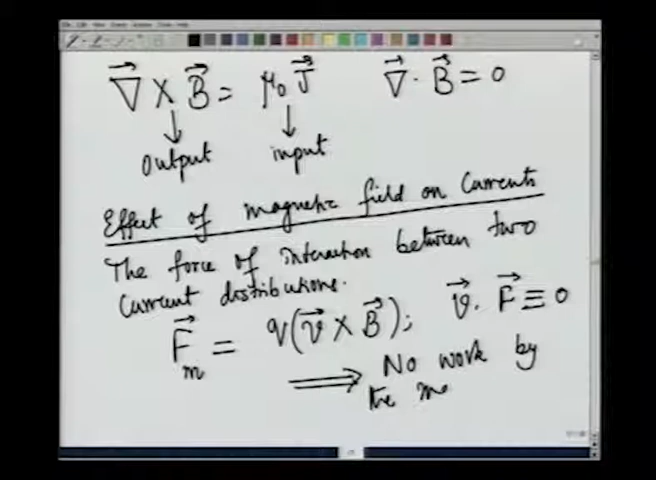 ∇⃗ × B⃗ = μ₀ J⃗    ∇⃗ · B⃗ = 0
↓ ↓
output    input
Effect of magnetic field on Currents
The force of interaction between two
Current distributions.
F⃗ₘ = q(v⃗ × B⃗);    v⃗ · F⃗ ≡ 0
⟹ No work by
the m